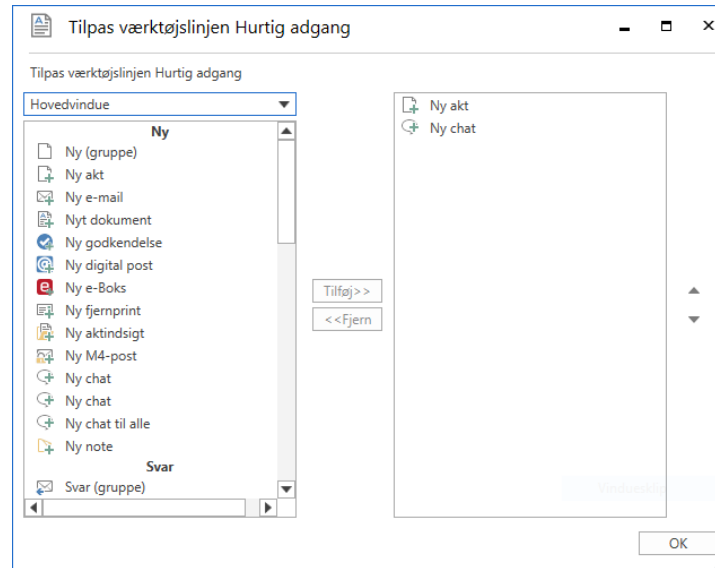 Tilpas værktøjslinjen Hurtig adgang
Tilpas værktøjslinjen Hurtig adgang
Hovedvindue
Ny
Ny (gruppe)
Ny akt
Ny e-mail
Nyt dokument
Ny godkendelse
Ny digital post
Ny e-Boks
Ny fjernprint
Ny aktindsigt
Ny M4-post
Ny chat
Ny chat
Ny chat til alle
Ny note
Svar
Svar (gruppe)
Tilføj>>
<<Fjern
Ny akt
Ny chat
OK